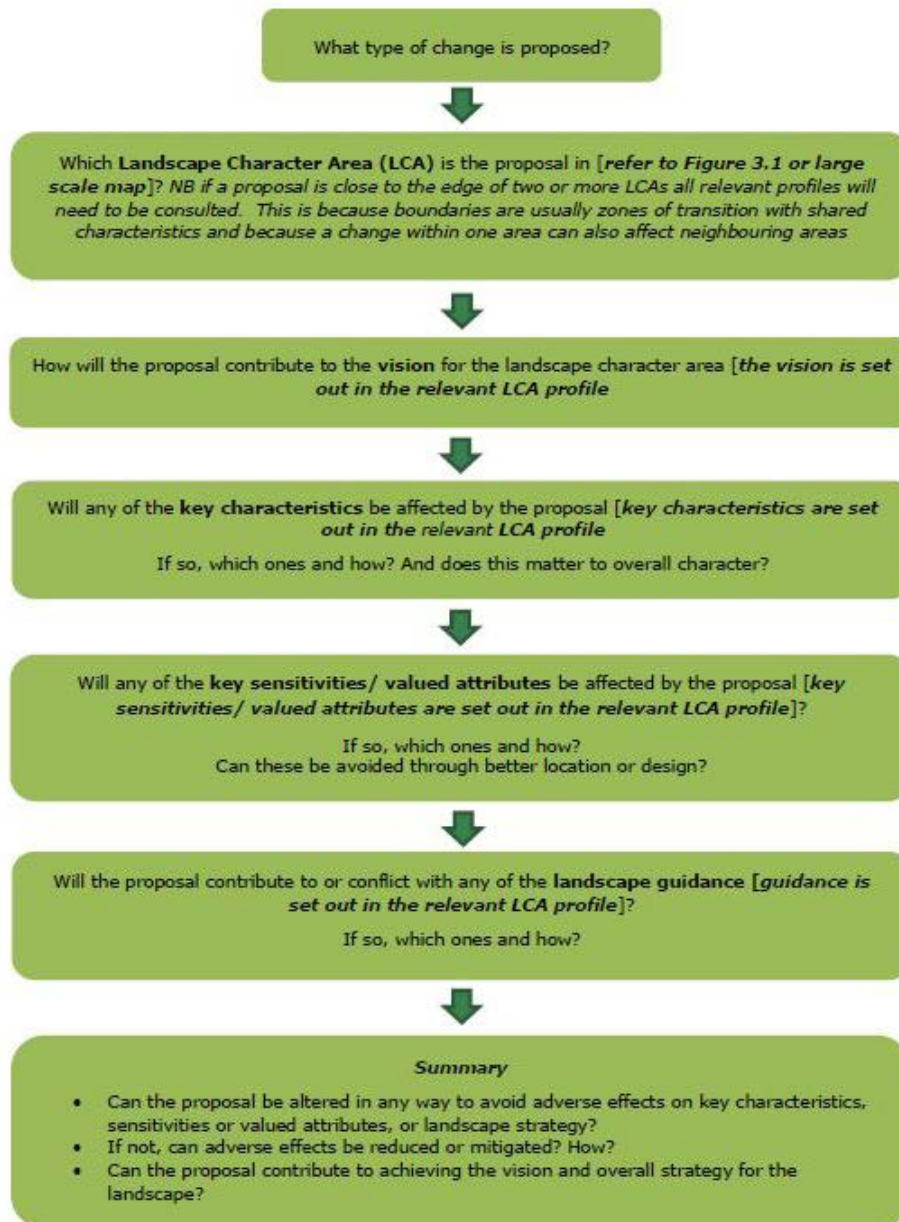 What type of change is proposed?
Which Landscape Character Area (LCA) is the proposal in [refer to Figure 3.1 or large
scale map]? NB if a proposal is close to the edge of two or more LCAs all relevant profiles will
need to be consulted. This is because boundaries are usually zones of transition with shared
characteristics and because a change within one area can also affect neighbouring areas
How will the proposal contribute to the vision for the landscape character area [the vision is set
out in the relevant LCA profile
Will any of the key characteristics be affected by the proposal [key characteristics are set
out in the relevant LCA profile
If so, which ones and how? And does this matter to overall character?
Will any of the key sensitivities/ valued attributes be affected by the proposal [key
sensitivities/ valued attributes are set out in the relevant LCA profile]?
If so, which ones and how?
Can these be avoided through better location or design?
Will the proposal contribute to or conflict with any of the landscape guidance [guidance is
set out in the relevant LCA profile]?
If so, which ones and how?
Summary
• Can the proposal be altered in any way to avoid adverse effects on key characteristics,
sensitivities or valued attributes, or landscape strategy?
• If not, can adverse effects be reduced or mitigated? How?
• Can the proposal contribute to achieving the vision and overall strategy for the
landscape?